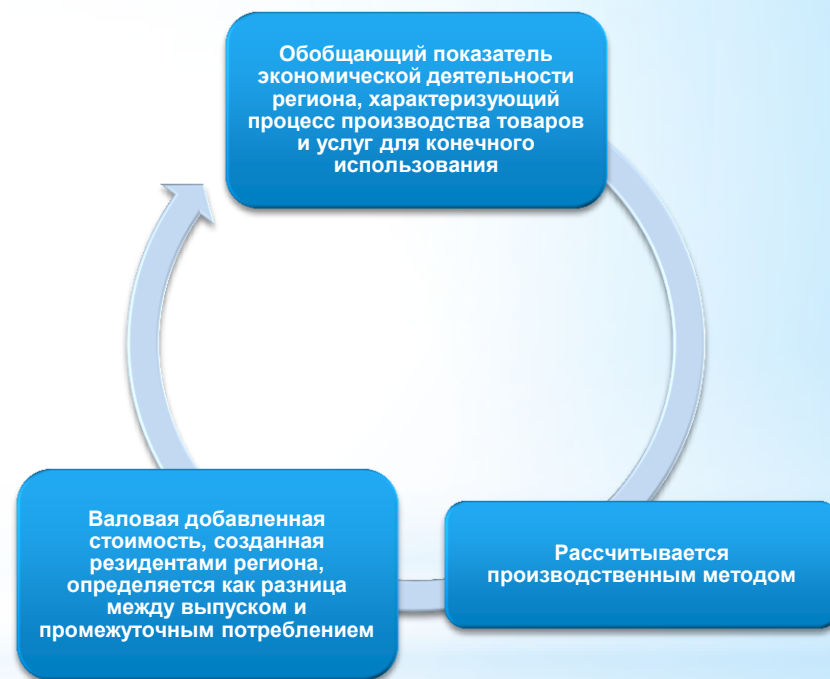 Обобщающий показатель
экономической деятельности
региона, характеризующий
процесс производства товаров
и услуг для конечного
использования
Валовая добавленная
стоимость, созданная
резидентами региона,
определяется как разница
между выпуском и
промежуточным потреблением
Рассчитывается
производственным методом